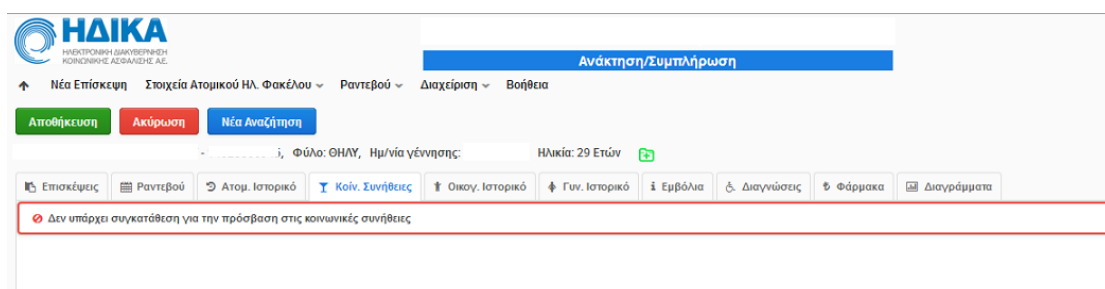 ΗΔΙΚΑ
ΗΛΕΚΤΡΟΝΙΚΗ ΔΙΑΚΥΒΕΡΝΗΣΗ
ΚΟΙΝΩΝΙΚΗΣ ΑΣΦΑΛΙΣΗΣ Α.Ε.
Ανάκτηση/Συμπλήρωση
Νέα Επίσκεψη Στοιχεία Ατομικού Ηλ. Φακέλου Ραντεβού Διαχείριση Βοήθεια
Αποθήκευση Ακύρωση Νέα Αναζήτηση
- , Φύλο: ΘΗΛΥ, Ημ/νία γέννησης: Ηλικία: 29 Ετών
Επισκέψεις Ραντεβού Ατομ. Ιστορικό Κοίν. Συνήθειες Οικογ. Ιστορικό Γυν. Ιστορικό Εμβόλια Διαγνώσεις Φάρμακα Διαγράμματα
Δεν υπάρχει συγκατάθεση για την πρόσβαση στις κοινωνικές συνήθειες